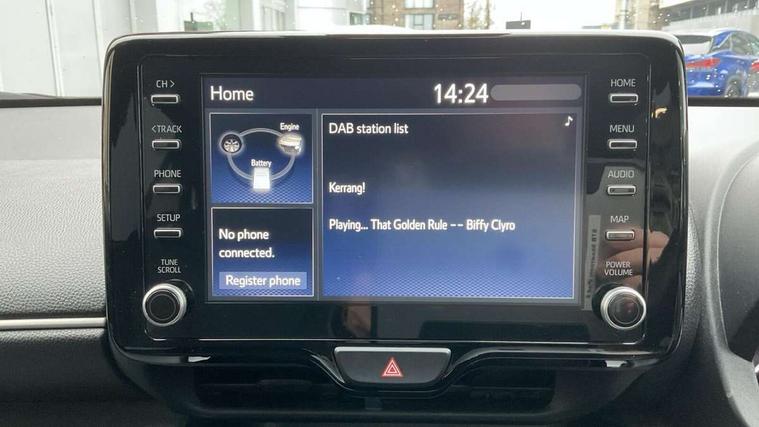 CH >
<TRACK
PHONE
SETUP
TUNE
SCROLL
Home
14:24
Engine
Battery
No phone
connected.
Register phone
DAB station list
♪
Kerrang!
Playing... That Golden Rule -- Biffy Clyro
HOME
MENU
AUDIO
MAP
POWER
VOLUME